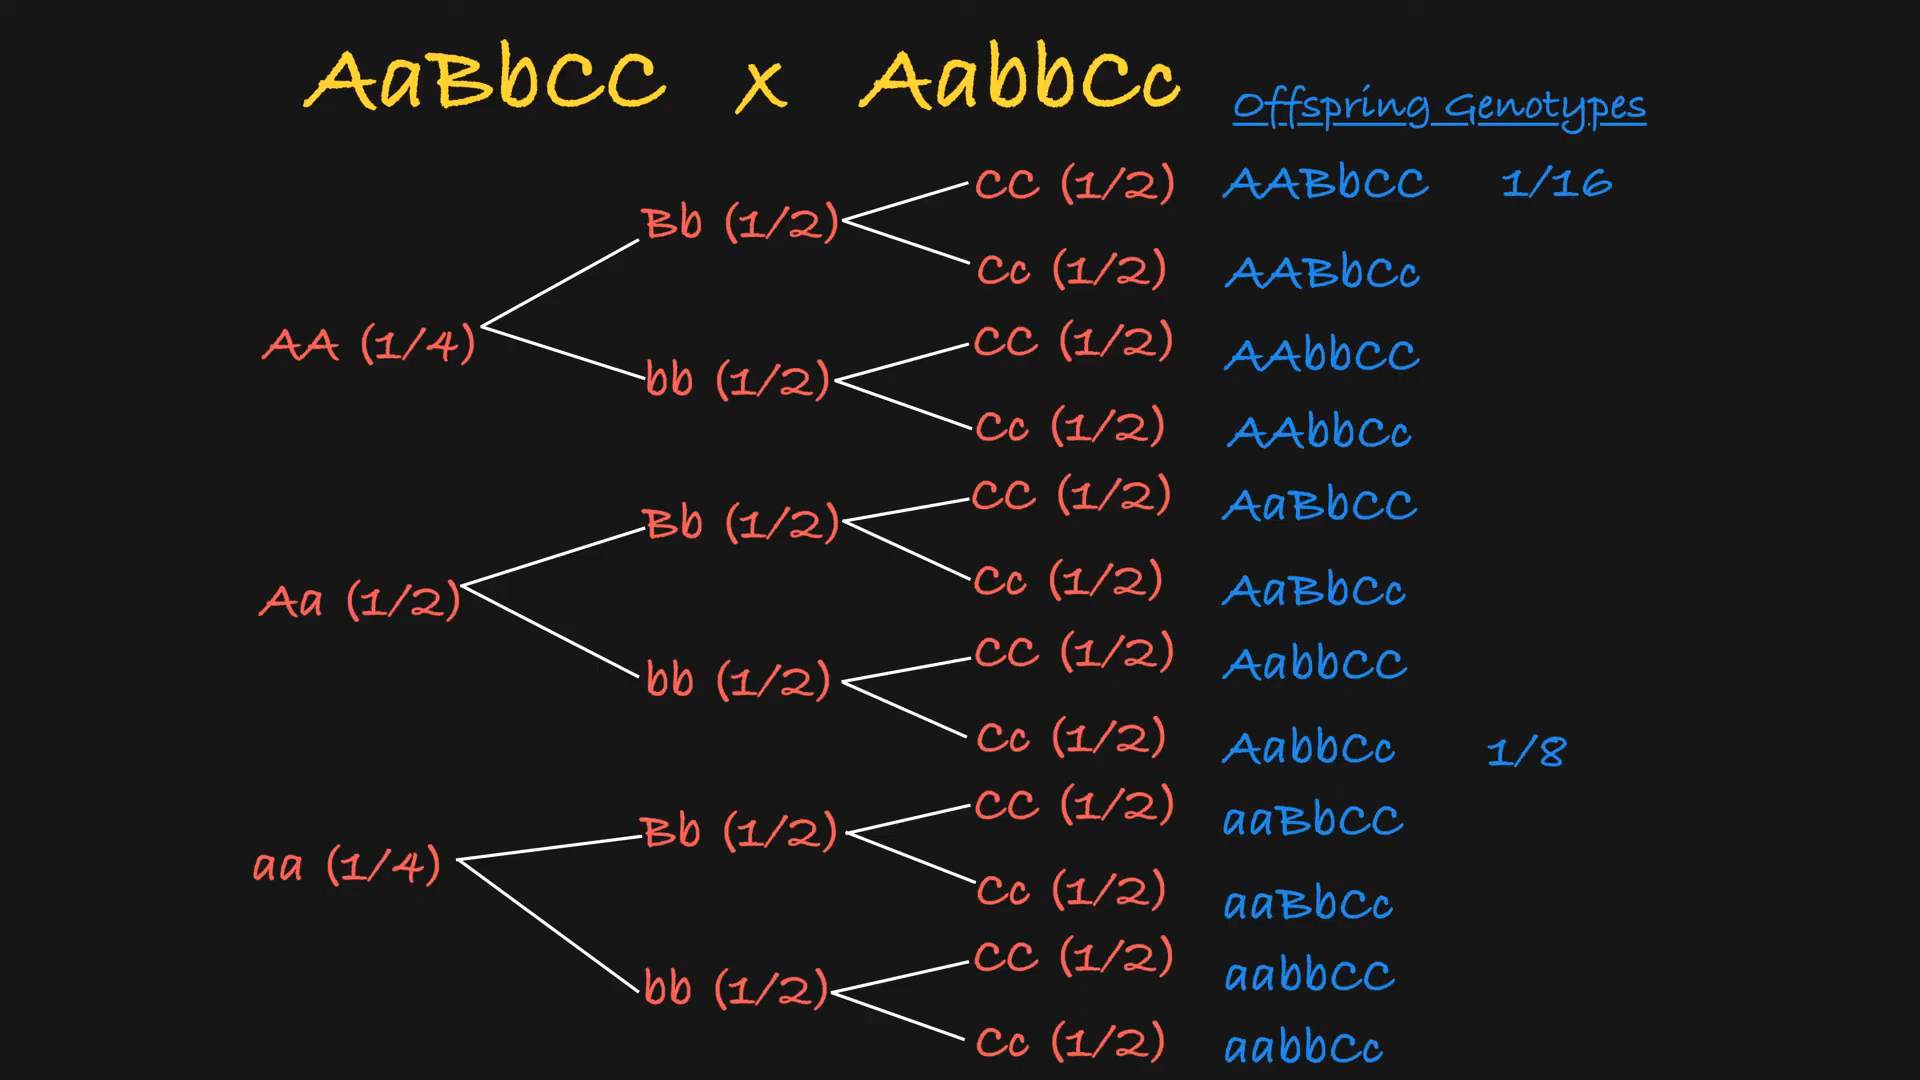 AaBbCC x AabbCc
Offspring Genotypes
CC (1/2) AABbCC 1/16
Bb (1/2)
Cc (1/2) AABbCc
AA (1/4)
CC (1/2) AAbbCC
bb (1/2)
Cc (1/2) AAbbCc
CC (1/2) AaBbCC
Bb (1/2)
Cc (1/2) AaBbCc
Aa (1/2)
CC (1/2) AabbCC
bb (1/2)
Cc (1/2) AabbCc 1/8
CC (1/2) aaBbCC
Bb (1/2)
aa (1/4)
Cc (1/2) aaBbCc
CC (1/2) aabbCC
bb (1/2)
Cc (1/2) aabbCc